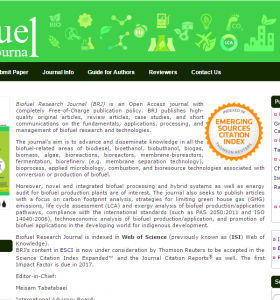 uel
Journal
BIO
ubmit Paper Journal Info Guide for Authors Reviewers Contact Us
Biofuel Research Journal (BRJ) is an Open Access journal with
completely Free-of-Charge publication policy. BRJ publishes high-
quality original articles, review articles, case studies, and short
communications on the fundamentals, applications, processing, and
management of biofuel research and technologies.
The journal's aim is to advance and disseminate knowledge in all the
biofuel-related areas of biodiesel, bioethanol, biobutanol, biogas,
biomass, algae, bioreactions, bioreactors, membrane-bioreactors,
fermentation, biorefinery (e.g. membrane separation technology),
bioprocess, applied microbiology, combustion, and bioresource technologies associated with
conversion or production of biofuel.
Moreover, novel and integrated biofuel processing and hybrid systems as well as energy
audit for biofuel production plants are of interest. The journal also seeks to publish articles
with a focus on carbon footprint analysis, strategies for limiting green house gas (GHG)
emissions, life cycle assessment (LCA) and exergy analysis of biofuel production/application
pathways, compliance with the international standards (such as PAS 2050:2011 and ISO
14040:2006), technoeconomic analysis of biofuel production/application, and promotion of
biofuel applications in the developing world for indigenous development.
Biofuel Research Journal is indexed in Web of Science (previously known as (ISI) Web of
Knowledge).
BRJ's content in ESCI is now under consideration by Thomson Reuters to be accepted in the
Science Citation Index Expanded™ and the Journal Citation Reports® as well. The first
Impact Factor is due in 2017.
Editor-in-Chief:
Meisam Tabatabaei
International Advisory Board:
INDEXED IN
EMERGING
SOURCES
CITATION
INDEX
THOMSON REUTERS
Pu